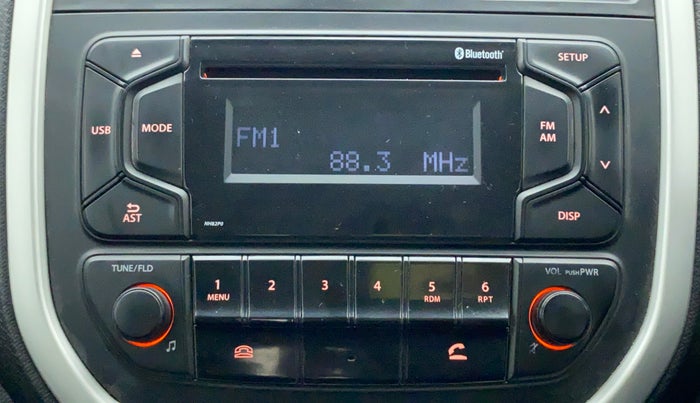 Bluetooth
SETUP
USB
MODE
FM
AM
AST
DISP
FM1
88.3 MHz
NH82P0
TUNE/FLD
VOL PUSH PWR
1 2 3 4 5 6
MENU RDM RPT